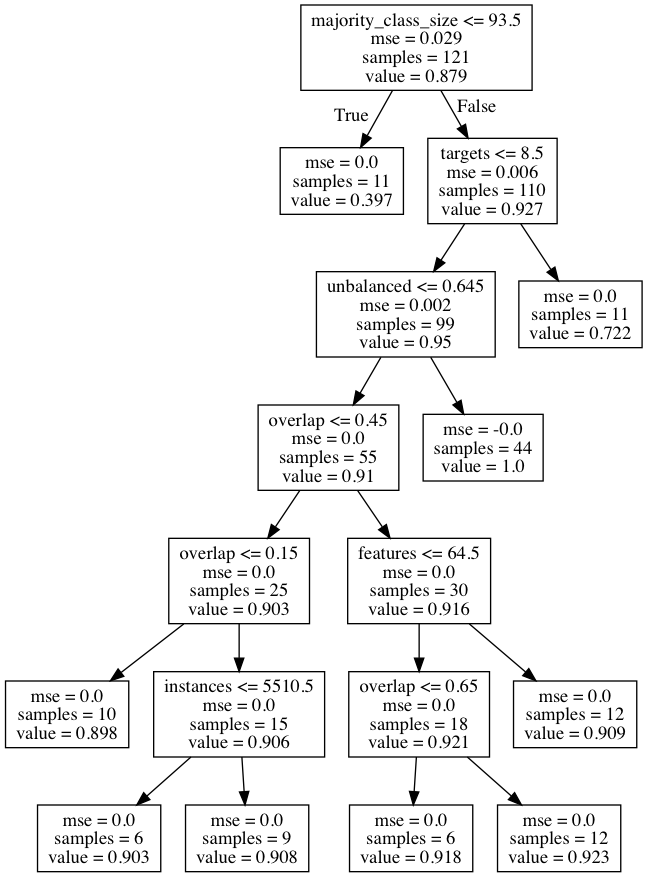 majority_class_size <= 93.5
mse = 0.029
samples = 121
value = 0.879
True
False
mse = 0.0
samples = 11
value = 0.397
targets <= 8.5
mse = 0.006
samples = 110
value = 0.927
unbalanced <= 0.645
mse = 0.002
samples = 99
value = 0.95
mse = 0.0
samples = 11
value = 0.722
overlap <= 0.45
mse = 0.0
samples = 55
value = 0.91
mse = -0.0
samples = 44
value = 1.0
overlap <= 0.15
mse = 0.0
samples = 25
value = 0.903
features <= 64.5
mse = 0.0
samples = 30
value = 0.916
mse = 0.0
samples = 10
value = 0.898
instances <= 5510.5
mse = 0.0
samples = 15
value = 0.906
overlap <= 0.65
mse = 0.0
samples = 18
value = 0.921
mse = 0.0
samples = 12
value = 0.909
mse = 0.0
samples = 6
value = 0.903
mse = 0.0
samples = 9
value = 0.908
mse = 0.0
samples = 6
value = 0.918
mse = 0.0
samples = 12
value = 0.923